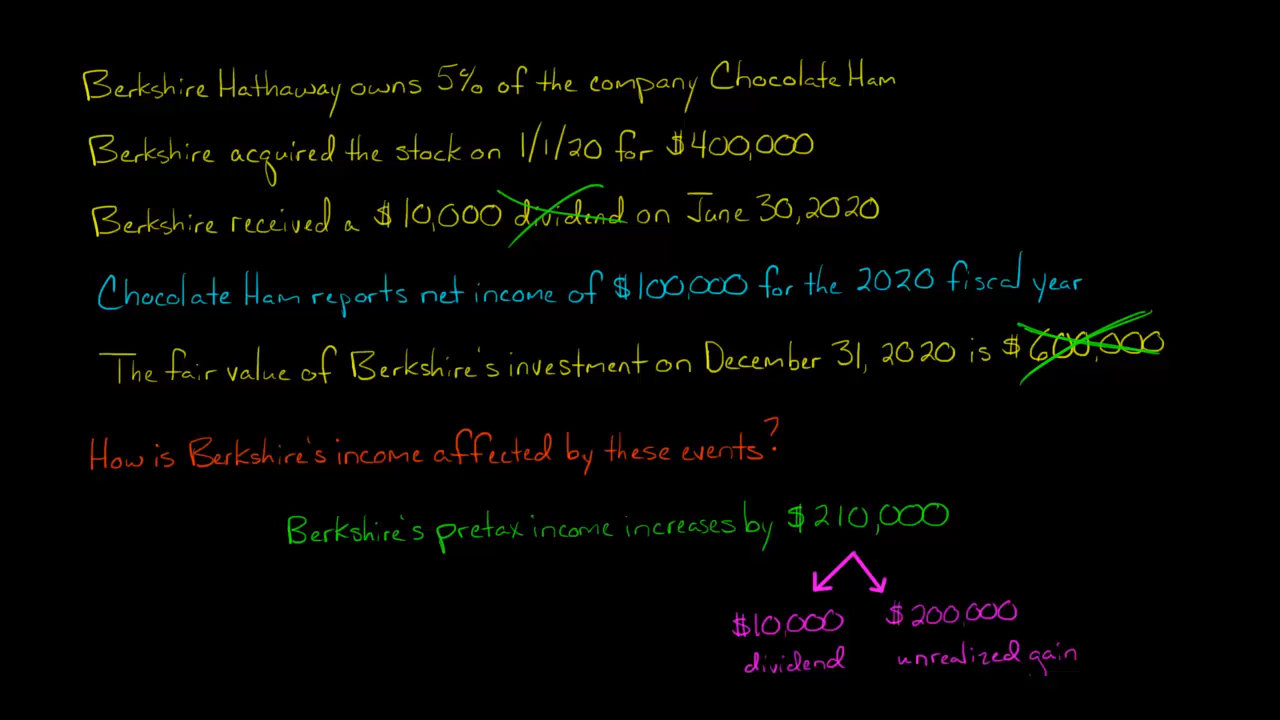 Berkshire Hathaway owns 5% of the company Chocolate Ham
Berkshire acquired the stock on 1/1/20 for $400,000
Berkshire received a $10,000 dividend on June 30, 2020
Chocolate Ham reports net income of $100,000 for the 2020 fiscal year
The fair value of Berkshire's investment on December 31, 2020 is $600,000
How is Berkshire's income affected by these events?
Berkshire's pretax income increases by $210,000
$10,000 $200,000
dividend unrealized gain